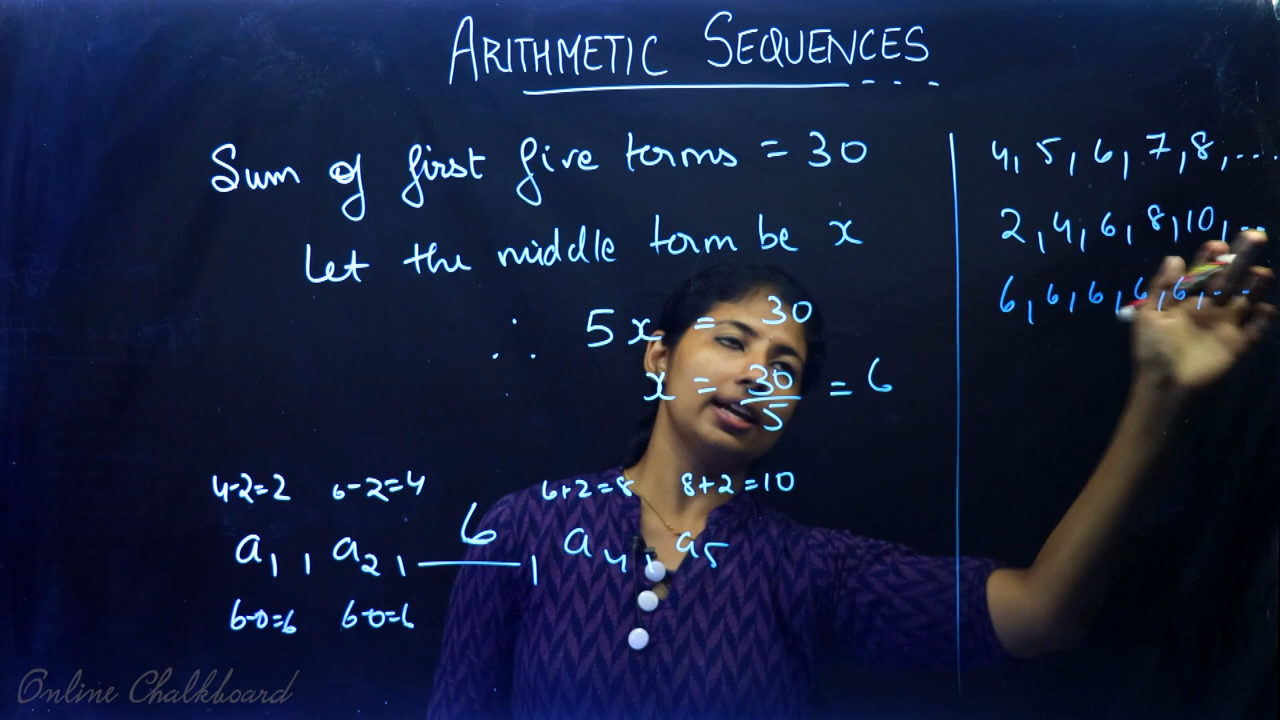 ARITHMETIC SEQUENCES
Sum of first five terms = 30
Let the middle term be x
∴ 5x = 30
x = 30/5 = 6
4-2=2 6-2=4 6+2=8 8+2=10
a1, a2, 6, a4, a5
6-0=6 6-0=6
4, 5, 6, 7, 8, ...
2, 4, 6, 8, 10, ...
6, 6, 6, 6, 6, ...
Online Chalkboard